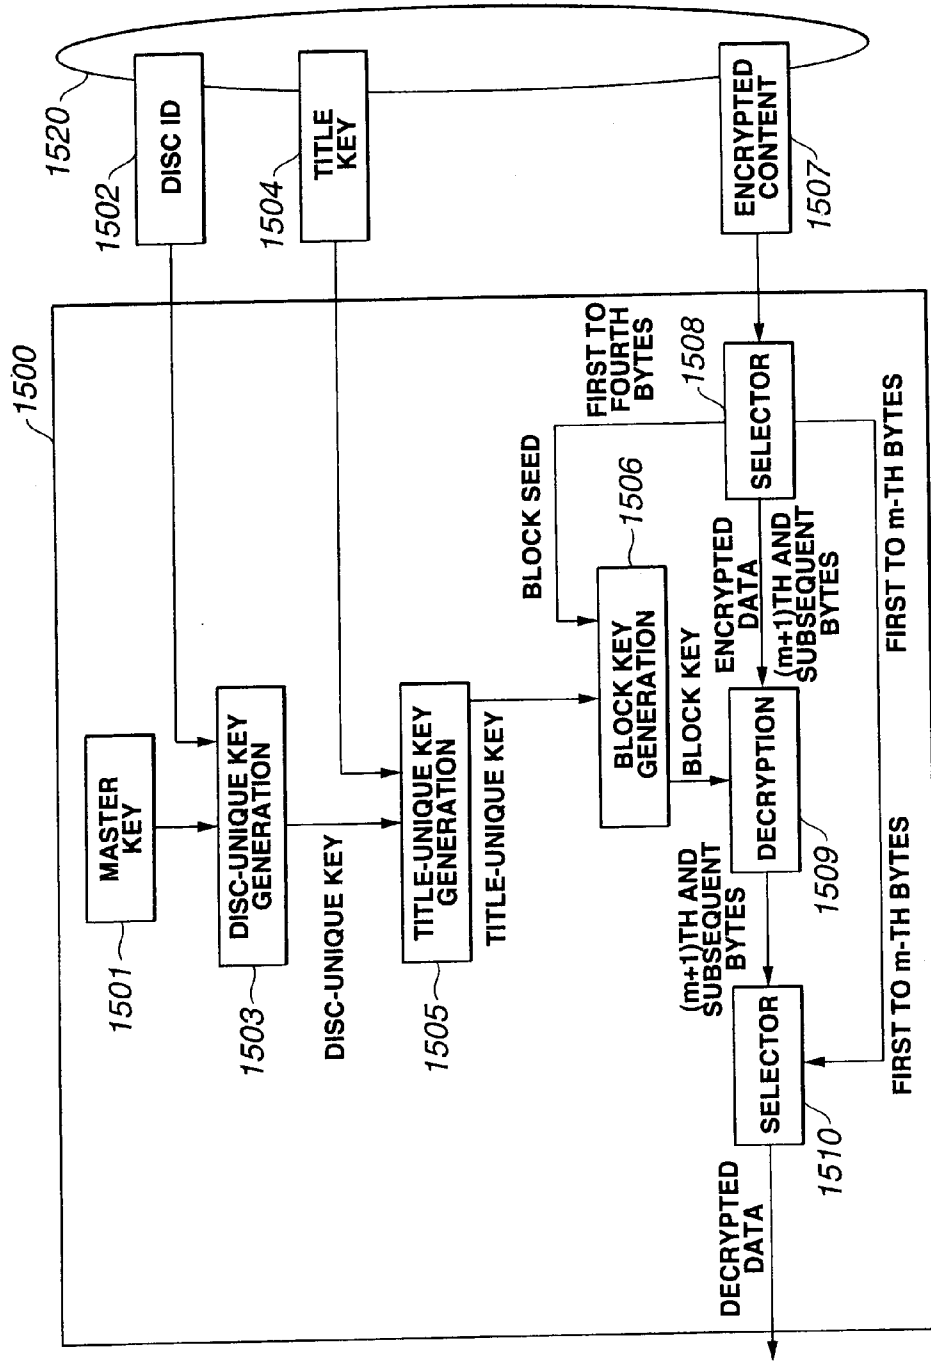 1500
1520
1501
MASTER
KEY
1502
DISC ID
1503
DISC-UNIQUE KEY
GENERATION
1504
TITLE
KEY
DISC-UNIQUE KEY
1505
TITLE-UNIQUE KEY
GENERATION
TITLE-UNIQUE KEY
BLOCK SEED
FIRST TO
FOURTH
BYTES
1506
BLOCK KEY
GENERATION
BLOCK KEY
1507
ENCRYPTED
CONTENT
1508
SELECTOR
ENCRYPTED
DATA
(m+1)TH AND
SUBSEQUENT
BYTES
DECRYPTION
1509
(m+1)TH AND
SUBSEQUENT
BYTES
SELECTOR
1510
DECRYPTED
DATA
FIRST TO m-TH BYTES
FIRST TO m-TH BYTES